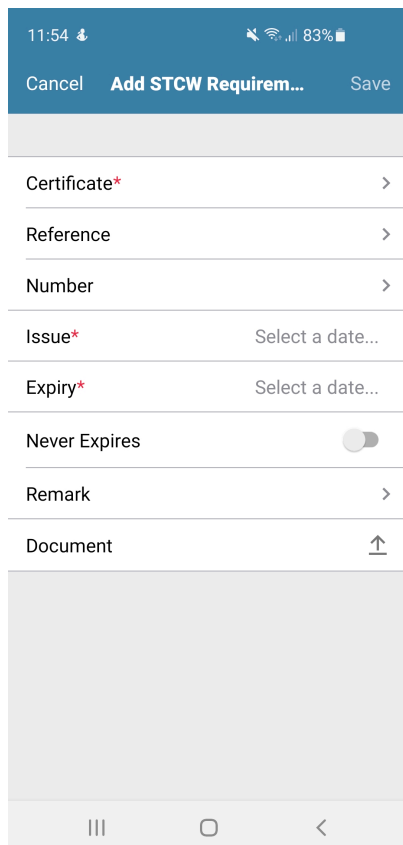 11:54 83%
Cancel Add STCW Requirem... Save
Certificate*
Reference
Number
Issue* Select a date...
Expiry* Select a date...
Never Expires
Remark
Document